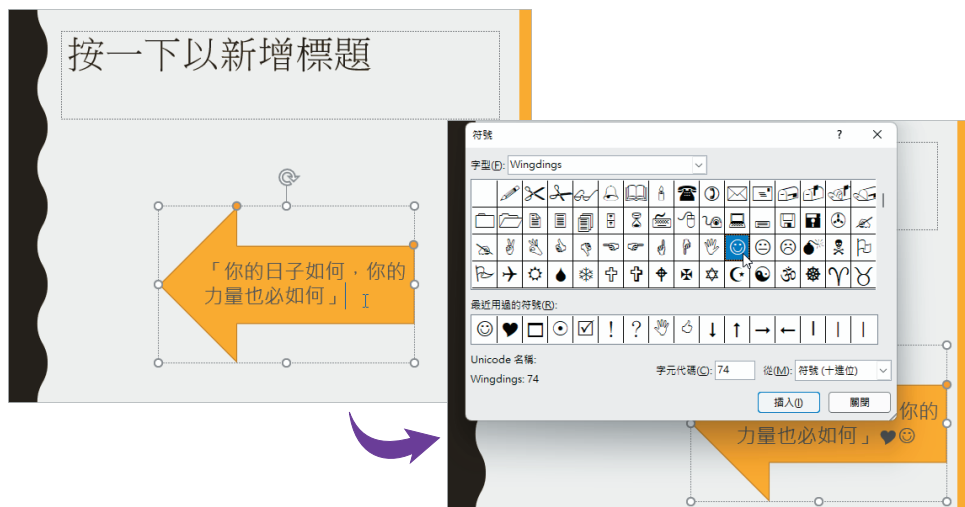 按一下以新增標題
「你的日子如何，你的
力量也必如何」
符號
字型(F): Wingdings
最近用過的符號(R):
Unicode 名稱:
Wingdings: 74
字元代碼(C): 74 從(M): 符號 (十進位)
插入(I) 關閉
你的
力量也必如何」♥☺